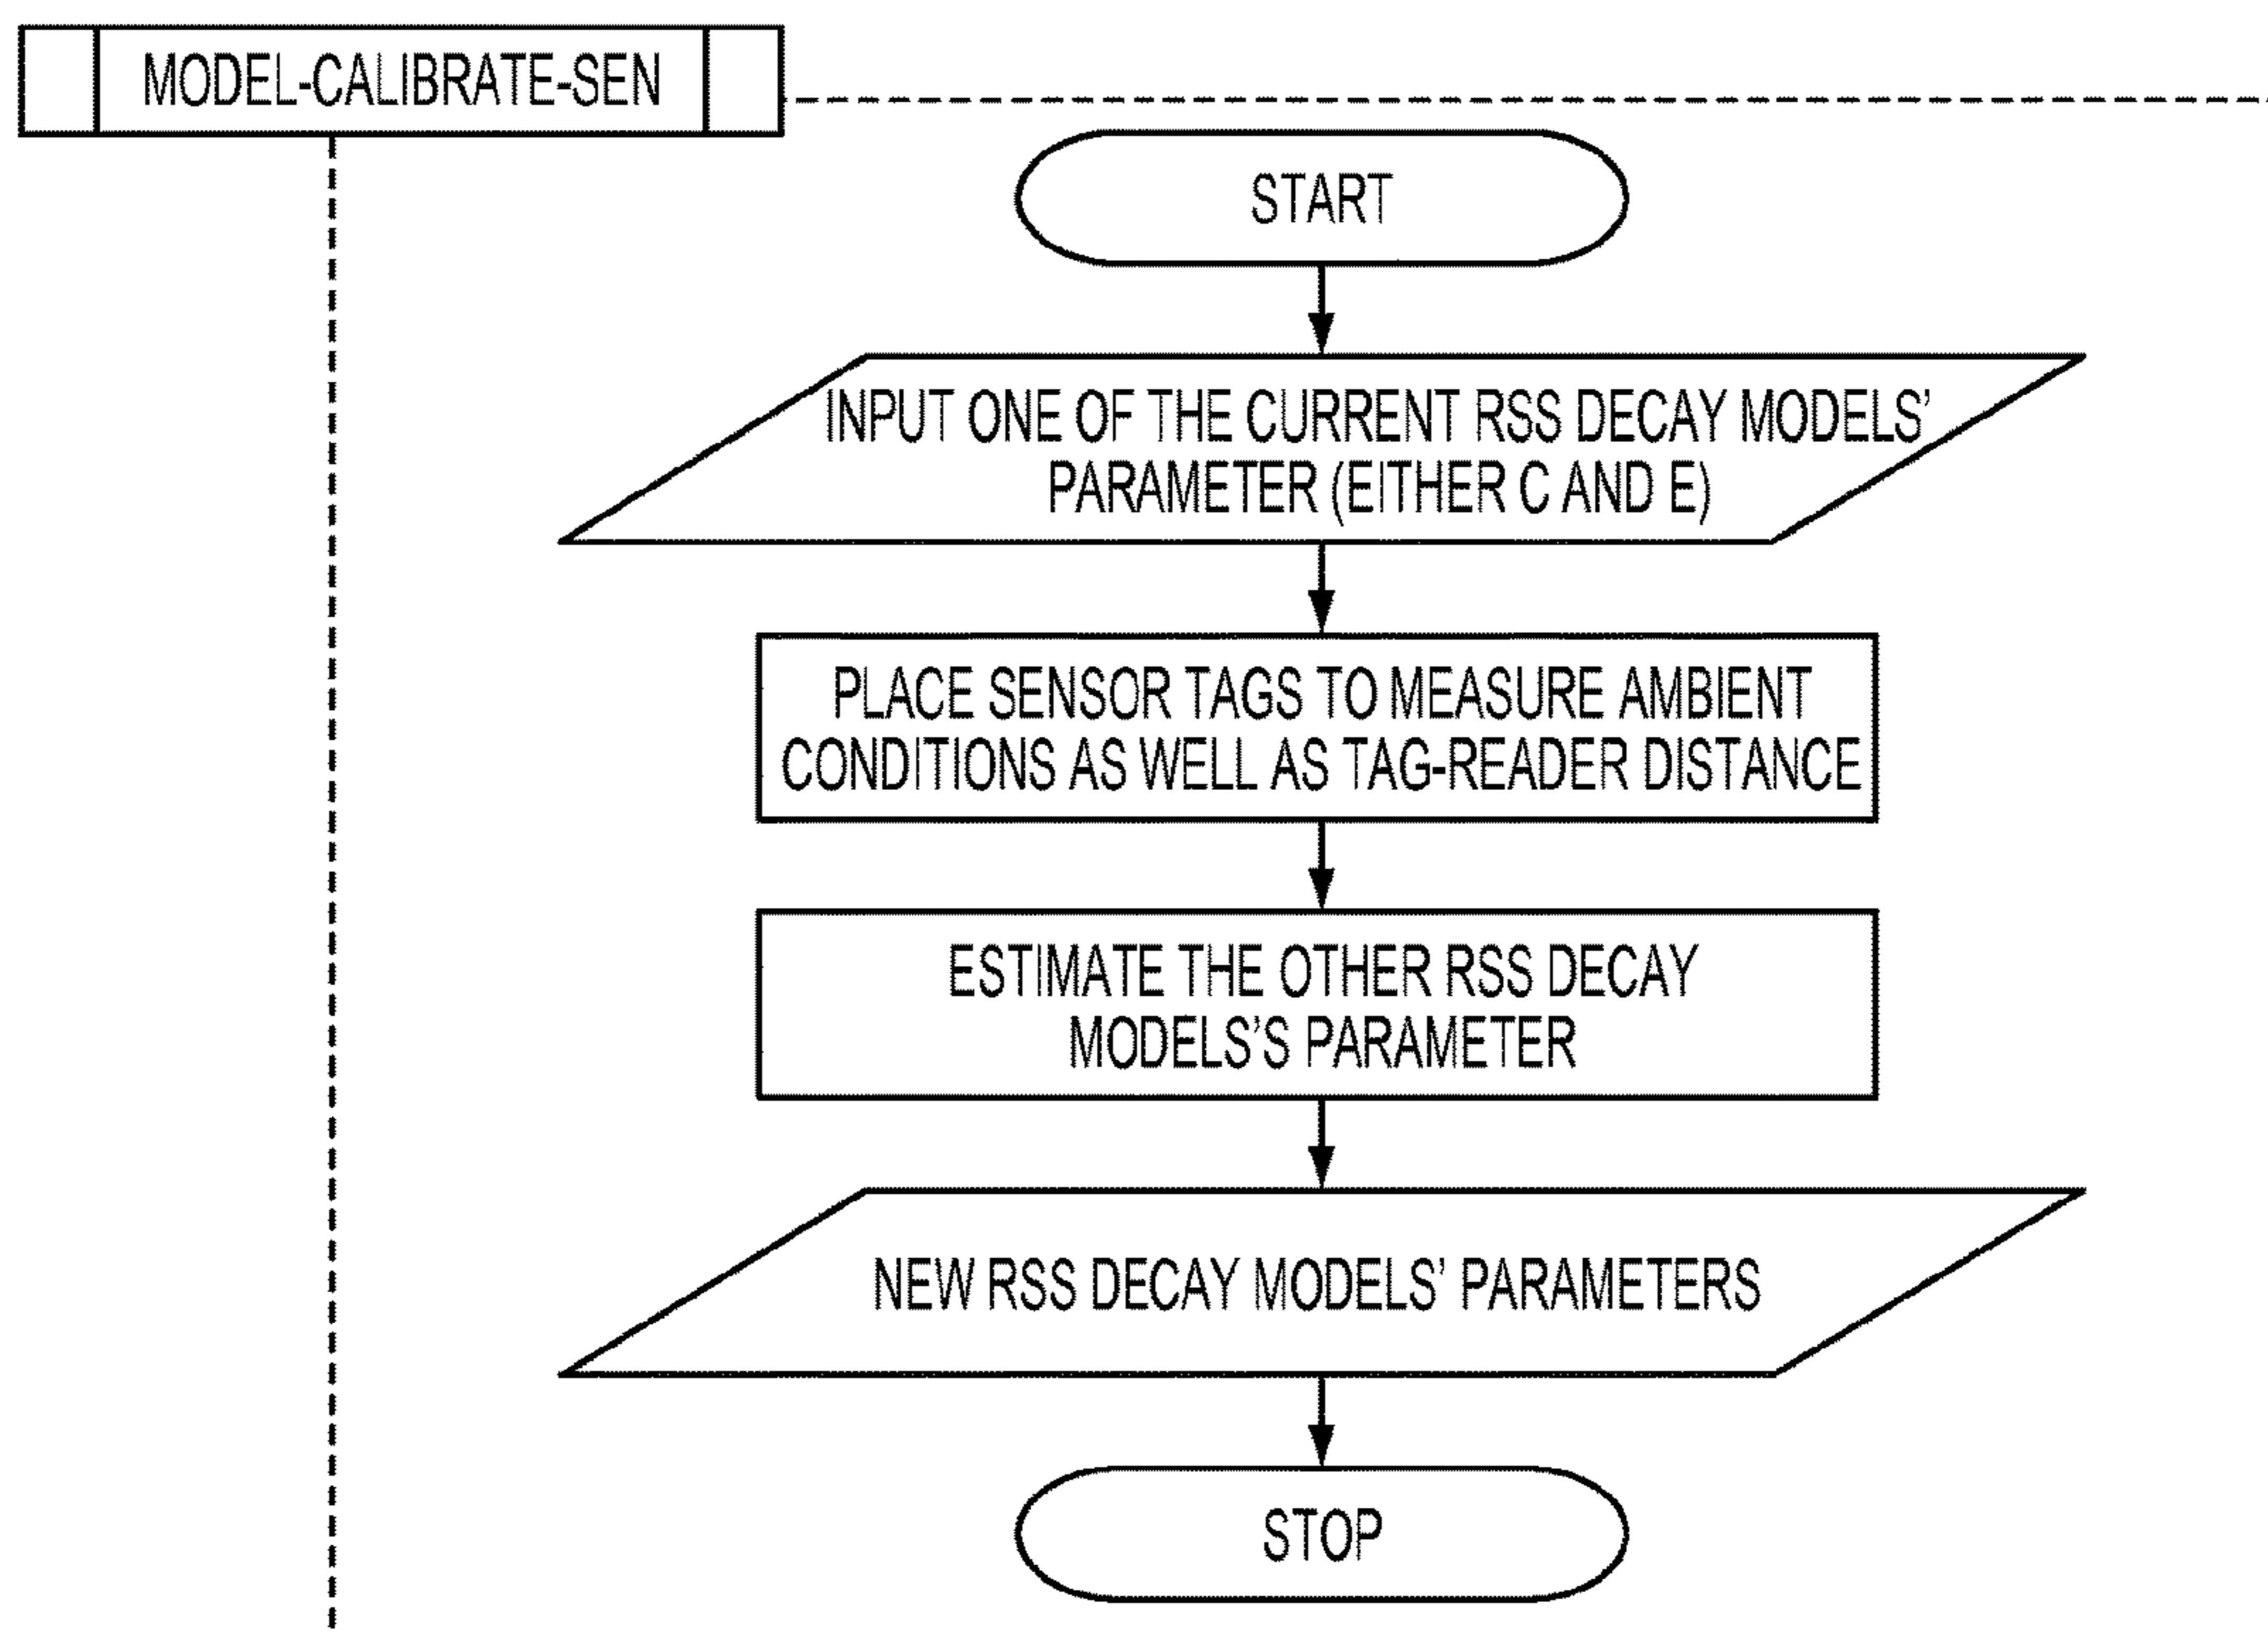 MODEL-CALIBRATE-SEN
START
INPUT ONE OF THE CURRENT RSS DECAY MODELS’
PARAMETER (EITHER C AND E)
PLACE SENSOR TAGS TO MEASURE AMBIENT
CONDITIONS AS WELL AS TAG-READER DISTANCE
ESTIMATE THE OTHER RSS DECAY
MODELS’S PARAMETER
NEW RSS DECAY MODELS’ PARAMETERS
STOP